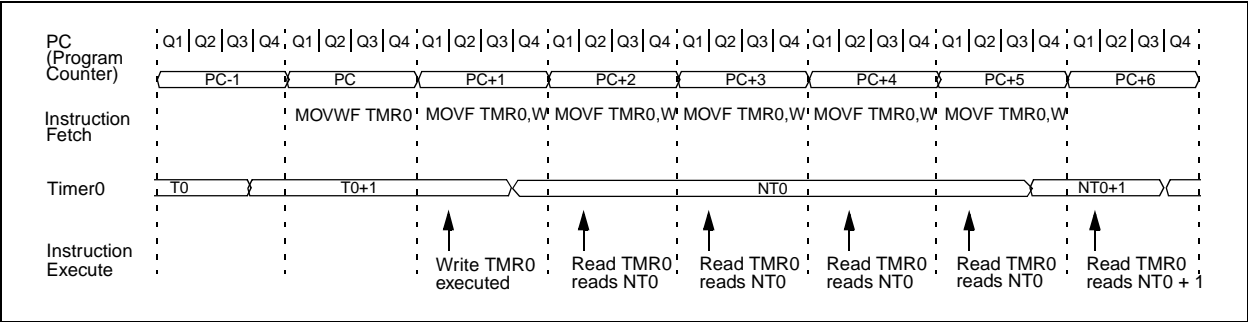 PC
(Program
Counter)
Q1 Q2 Q3 Q4 Q1 Q2 Q3 Q4 Q1 Q2 Q3 Q4 Q1 Q2 Q3 Q4 Q1 Q2 Q3 Q4 Q1 Q2 Q3 Q4 Q1 Q2 Q3 Q4 Q1 Q2 Q3 Q4
PC-1 PC PC+1 PC+2 PC+3 PC+4 PC+5 PC+6
Instruction
Fetch
MOVWF TMR0 MOVF TMR0,W MOVF TMR0,W MOVF TMR0,W MOVF TMR0,W MOVF TMR0,W
Timer0
T0 T0+1 NT0 NT0+1
Instruction
Execute
Write TMR0
executed
Read TMR0
reads NT0
Read TMR0
reads NT0
Read TMR0
reads NT0
Read TMR0
reads NT0
Read TMR0
reads NT0 + 1